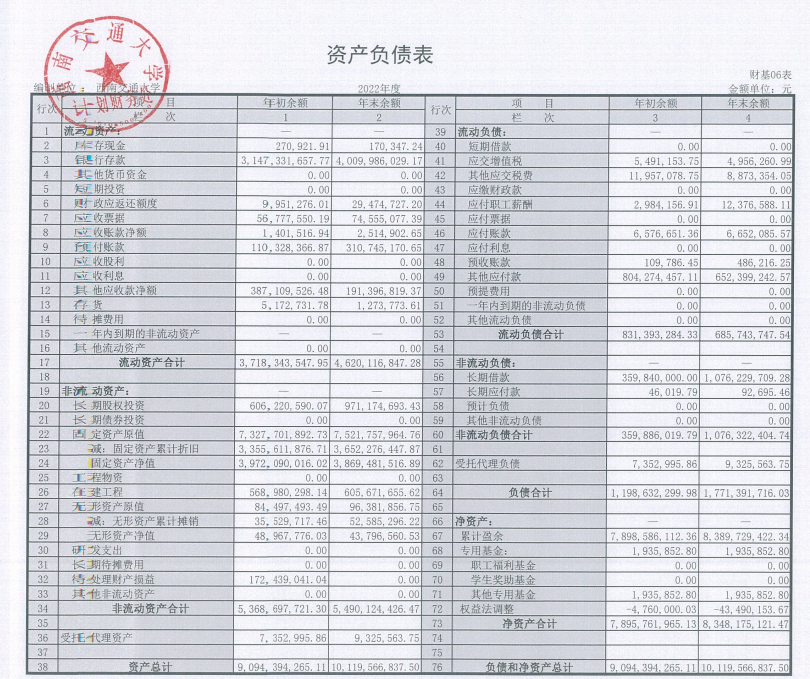 南交通大学
计划财务处
资产负债表
财基06表
编制单位：西南交通大学 2022年度 金额单位：元
行次 项 目 年初余额 年末余额 行次 项 目 年初余额 年末余额
栏 次 1 2 栏 次 3 4
1 流动资产： — — 39 流动负债： — —
2 库存现金 270,921.91 170,347.24 40 短期借款 0.00 0.00
3 银行存款 3,147,331,657.77 4,009,986,029.17 41 应交增值税 5,491,153.75 4,956,260.99
4 其他货币资金 0.00 0.00 42 其他应交税费 11,957,078.75 8,873,354.05
5 短期投资 0.00 0.00 43 应缴财政款 0.00 0.00
6 财政应返还额度 9,951,276.01 29,474,727.20 44 应付职工薪酬 2,984,156.91 12,376,588.11
7 应收票据 56,777,550.19 74,555,077.39 45 应付票据 0.00 0.00
8 应收账款净额 1,401,516.94 2,514,902.65 46 应付账款 6,576,651.36 6,652,085.57
9 预付账款 110,328,366.87 310,745,170.65 47 应付利息 0.00 0.00
10 应收股利 0.00 0.00 48 预收账款 109,786.45 486,216.25
11 应收利息 0.00 0.00 49 其他应付款 804,274,457.11 652,399,242.57
12 其他应收款净额 387,109,526.48 191,396,819.37 50 预提费用 0.00 0.00
13 存货 5,172,731.78 1,273,773.61 51 一年内到期的非流动负债 0.00 0.00
14 待摊费用 0.00 0.00 52 其他流动负债 0.00 0.00
15 一年内到期的非流动资产 — — 53 流动负债合计 831,393,284.33 685,743,747.54
16 其他流动资产 0.00 0.00 54
17 流动资产合计 3,718,343,547.95 4,620,116,847.28 55 非流动负债： — —
18 56 长期借款 359,840,000.00 1,076,229,709.28
19 非流动资产： — — 57 长期应付款 46,019.79 92,695.46
20 长期股权投资 606,220,590.07 971,174,693.43 58 预计负债 0.00 0.00
21 长期债券投资 0.00 0.00 59 其他非流动负债 0.00 0.00
22 固定资产原值 7,327,701,892.73 7,521,757,964.76 60 非流动负债合计 359,886,019.79 1,076,322,404.74
23 减：固定资产累计折旧 3,355,611,876.71 3,652,276,447.87 61
24 固定资产净值 3,972,090,016.02 3,869,481,516.89 62 受托代理负债 7,352,995.86 9,325,563.75
25 工程物资 0.00 0.00 63
26 在建工程 568,980,298.14 605,671,655.62 64 负债合计 1,198,632,299.98 1,771,391,716.03
27 无形资产原值 84,497,493.49 96,381,856.75 65
28 减：无形资产累计摊销 35,529,717.46 52,585,296.22 66 净资产： — —
29 无形资产净值 48,967,776.03 43,796,560.53 67 累计盈余 7,898,586,112.36 8,389,729,422.34
30 研发支出 0.00 0.00 68 专用基金： 1,935,852.80 1,935,852.80
31 长期待摊费用 0.00 0.00 69 职工福利基金 0.00 0.00
32 待处理财产损益 172,439,041.04 0.00 70 学生奖助基金 0.00 0.00
33 其他非流动资产 0.00 0.00 71 其他专用基金 1,935,852.80 1,935,852.80
34 非流动资产合计 5,368,697,721.30 5,490,124,426.47 72 权益法调整 -4,760,000.03 -43,490,153.67
35 73 净资产合计 7,895,761,965.13 8,348,175,121.47
36 受托代理资产 7,352,995.86 9,325,563.75 74
37 75
38 资产总计 9,094,394,265.11 10,119,566,837.50 76 负债和净资产总计 9,094,394,265.11 10,119,566,837.50